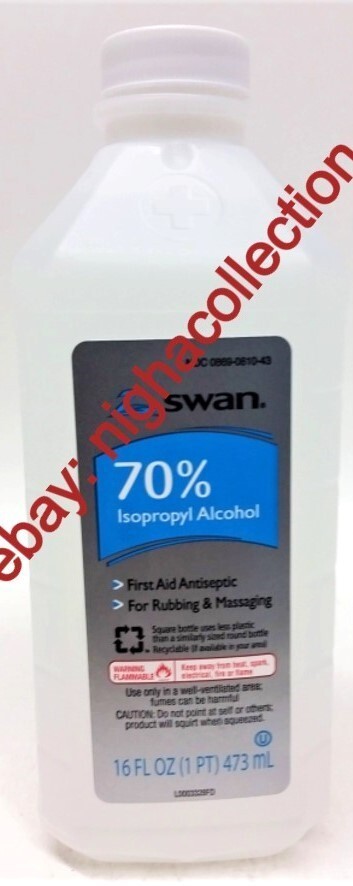 NDC 0869-0810-43
swan.
70%
Isopropyl Alcohol
> First Aid Antiseptic
> For Rubbing & Massaging
Square bottle uses less plastic
than a similarly sized round bottle
Recyclable (if available in your area)
WARNING: Keep away from heat, spark,
FLAMMABLE electrical, fire or flame
Use only in a well-ventilated area;
fumes can be harmful
CAUTION: Do not point at self or others;
product will squirt when squeezed.
U
16 FL OZ (1 PT) 473 mL
ebay: nighacollection